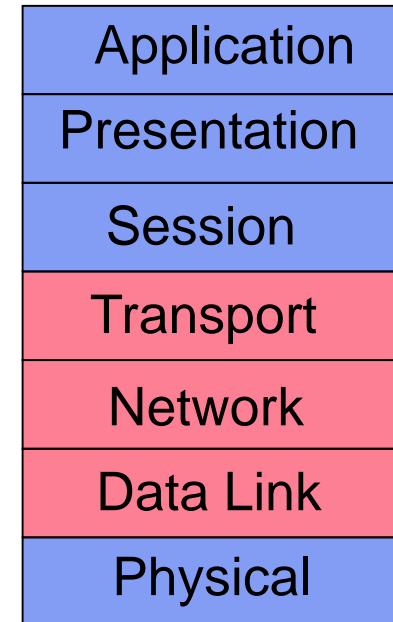 Application
Presentation
Session
Transport
Network
Data Link
Physical